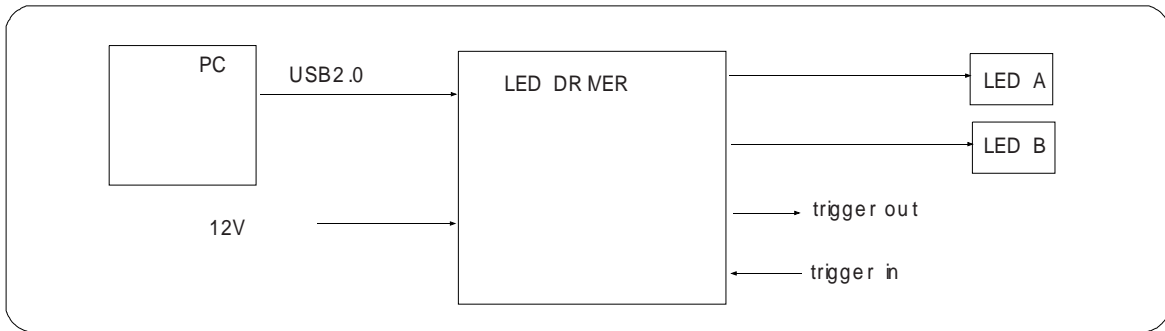 PC
USB2.0
LED DRIVER
LED A
LED B
12V
trigger out
trigger in